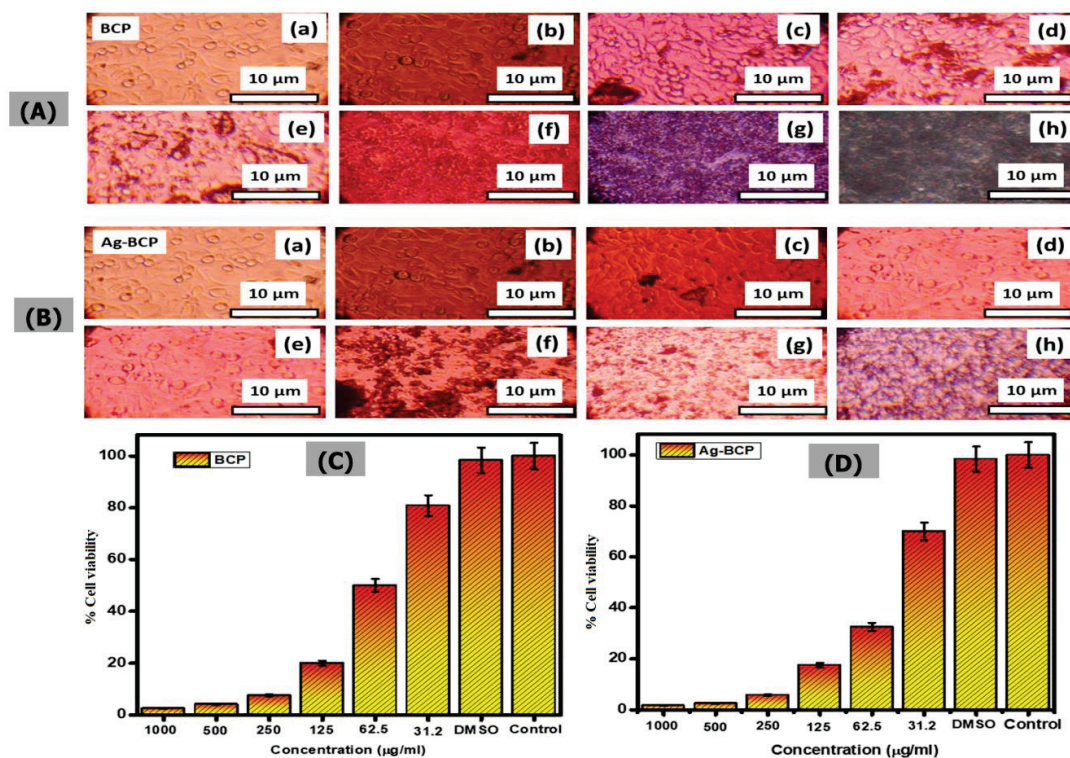 BCP (a) (b) (c) (d)
10 µm 10 µm 10 µm 10 µm
(A)
(e) (f) (g) (h)
10 µm 10 µm 10 µm 10 µm
Ag-BCP (a) (b) (c) (d)
10 µm 10 µm 10 µm 10 µm
(B)
(e) (f) (g) (h)
10 µm 10 µm 10 µm 10 µm
(C)
BCP
% Cell viability
100
80
60
40
20
0
1000 500 250 125 62.5 31.2 DMSO Control
Concentration (µg/ml)
(D)
Ag-BCP
% Cell viability
100
80
60
40
20
0
1000 500 250 125 62.5 31.2 DMSO Control
Concentration (µg/ml)